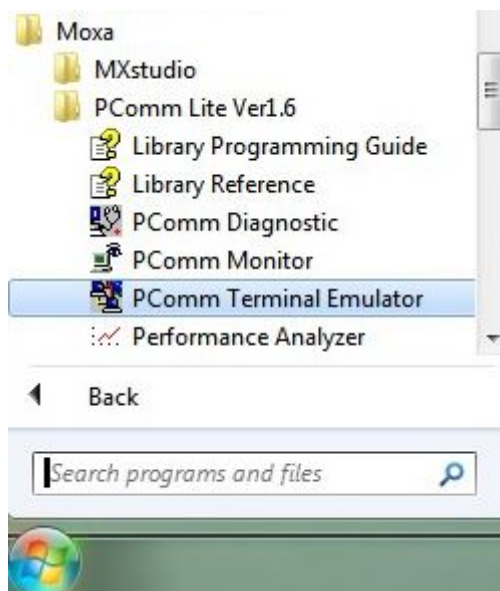 Moxa
MXstudio
PComm Lite Ver1.6
Library Programming Guide
Library Reference
PComm Diagnostic
PComm Monitor
PComm Terminal Emulator
Performance Analyzer
Back
Search programs and files